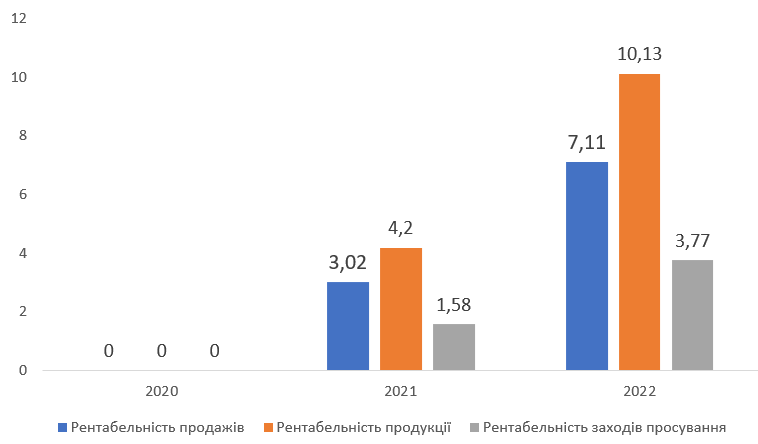 12
10
8
6
4
2
0
0 0 0
3,02 4,2 1,58
7,11 10,13 3,77
2020 2021 2022
Рентабельність продажів Рентабельність продукції Рентабельність заходів просування